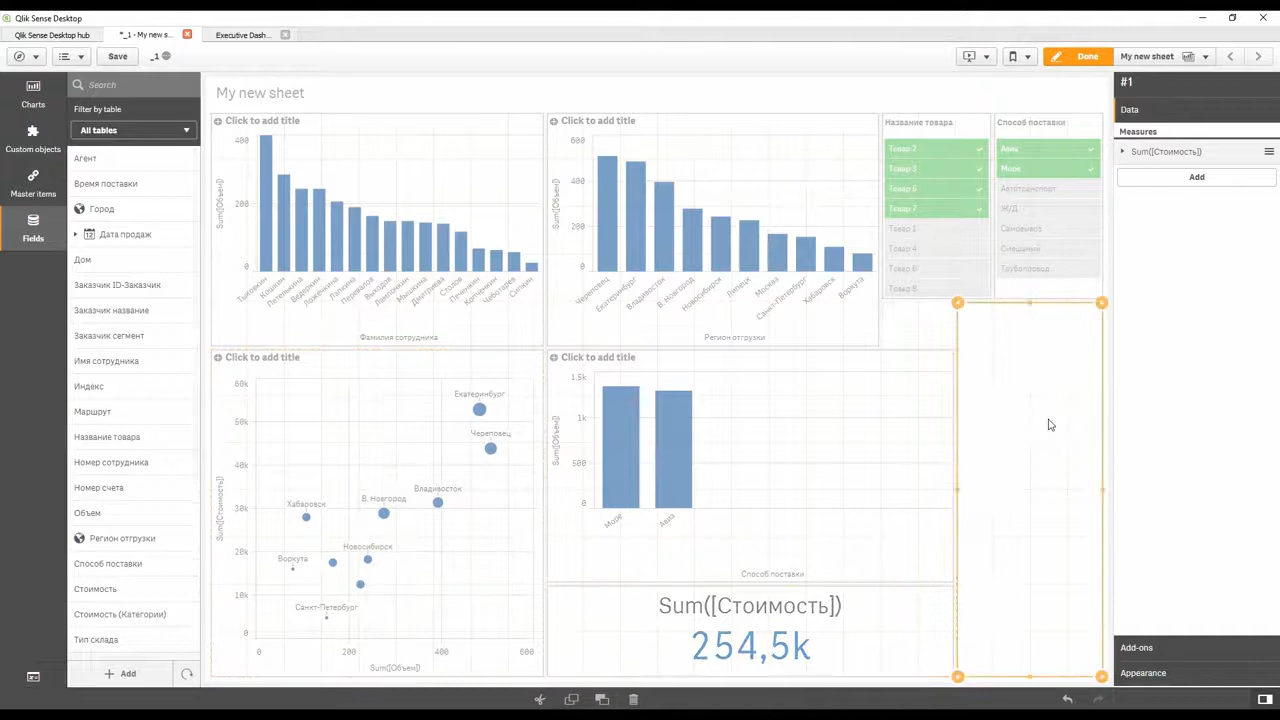 Qlik Sense Desktop
Qlik Sense Desktop hub
*_1 - My new s...
Executive Dash...
Save
_1
Done
My new sheet
Charts
Custom objects
Master items
Fields
Search
Filter by table
All tables
Агент
Время поставки
Город
Дата продаж
Дом
Заказчик ID-Заказчик
Заказчик название
Заказчик сегмент
Имя сотрудника
Индекс
Маршрут
Название товара
Номер сотрудника
Номер счета
Объем
Регион отгрузки
Способ поставки
Стоимость
Стоимость (Категории)
Тип склада
Add
My new sheet
Click to add title
400
200
0
Sum([Объем])
Фамилия сотрудника
Click to add title
600
400
200
0
Sum([Объем])
Череповец
Екатеринбург
Владивосток
В. Новгород
Новосибирск
Липецк
Москва
Санкт-Петербург
Хабаровск
Воркута
Регион отгрузки
Название товара
Товар 3
Товар 6
Товар 7
Товар 1
Товар 4
Способ поставки
Авиа
Море
Автотранспорт
Ж/Д
Самовывоз
Смешаный
Трубопровода
Click to add title
60k
50k
40k
30k
20k
10k
0
Sum([Стоимость])
Екатеринбург
Череповец
Владивосток
В. Новгород
Хабаровск
Новосибирск
Воркута
Санкт-Петербург
0
200
400
600
Sum([Объем])
Click to add title
1,5k
1k
500
0
Sum([Объем])
Море
Авиа
Способ поставки
Sum([Стоимость])
254,5k
#1
Data
Measures
Sum([Стоимость])
Add
Add-ons
Appearance